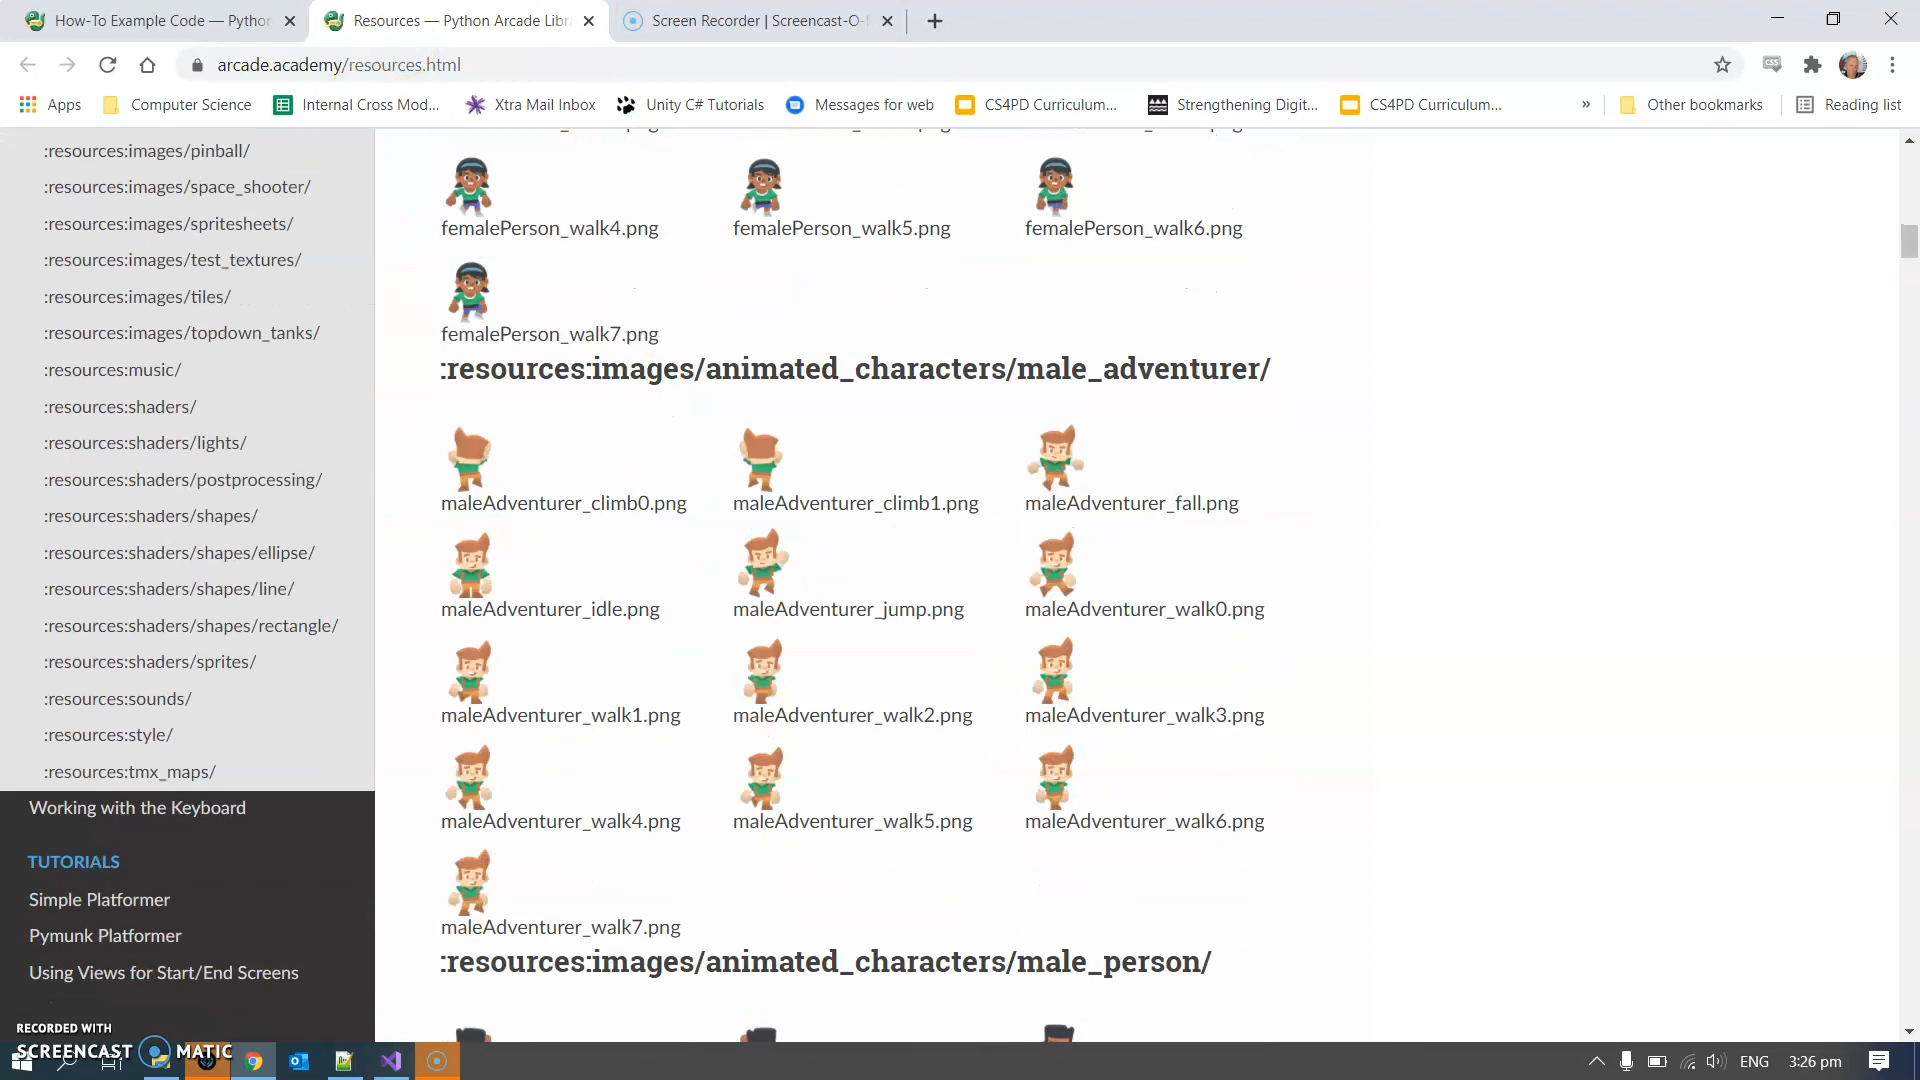 How-To Example Code — Python
Resources — Python Arcade Libr
Screen Recorder | Screencast-O-
arcade.academy/resources.html
Apps
Computer Science
Internal Cross Mod...
Xtra Mail Inbox
Unity C# Tutorials
Messages for web
CS4PD Curriculum...
Strengthening Digit...
CS4PD Curriculum...
»
Other bookmarks
Reading list
:resources:images/pinball/
:resources:images/space_shooter/
:resources:images/spritesheets/
:resources:images/test_textures/
:resources:images/tiles/
:resources:images/topdown_tanks/
:resources:music/
:resources:shaders/
:resources:shaders/lights/
:resources:shaders/postprocessing/
:resources:shaders/shapes/
:resources:shaders/shapes/ellipse/
:resources:shaders/shapes/line/
:resources:shaders/shapes/rectangle/
:resources:shaders/sprites/
:resources:sounds/
:resources:style/
:resources:tmx_maps/
Working with the Keyboard
TUTORIALS
Simple Platformer
Pymunk Platformer
Using Views for Start/End Screens
femalePerson_walk4.png
femalePerson_walk5.png
femalePerson_walk6.png
femalePerson_walk7.png
:resources:images/animated_characters/male_adventurer/
maleAdventurer_climb0.png
maleAdventurer_climb1.png
maleAdventurer_fall.png
maleAdventurer_idle.png
maleAdventurer_jump.png
maleAdventurer_walk0.png
maleAdventurer_walk1.png
maleAdventurer_walk2.png
maleAdventurer_walk3.png
maleAdventurer_walk4.png
maleAdventurer_walk5.png
maleAdventurer_walk6.png
maleAdventurer_walk7.png
:resources:images/animated_characters/male_person/
RECORDED WITH
SCREENCAST MATIC
ENG
3:26 pm